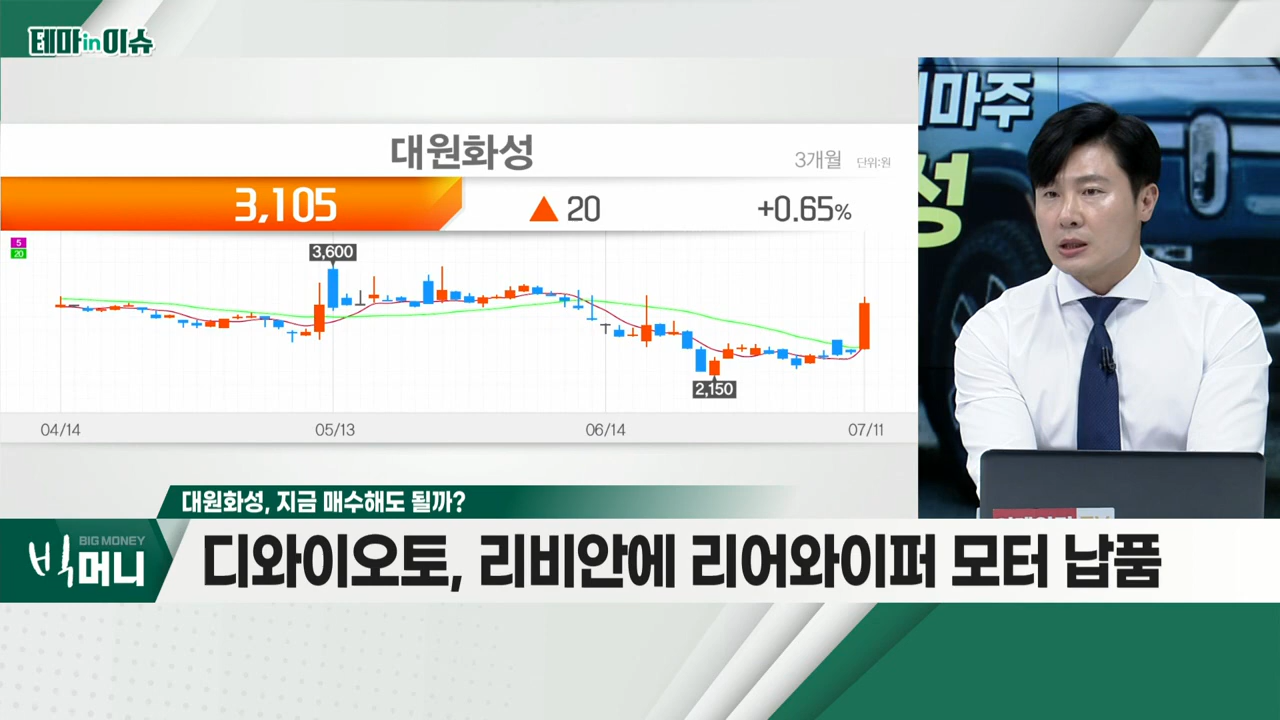 테마in이슈
대원화성
3개월 단위:원
3,105 ▲ 20 +0.65%
5
20
3,600
2,150
04/14 05/13 06/14 07/11
마주
성
대원화성, 지금 매수해도 될까?
BIG MONEY
빅머니
디와이오토, 리비안에 리어와이퍼 모터 납품